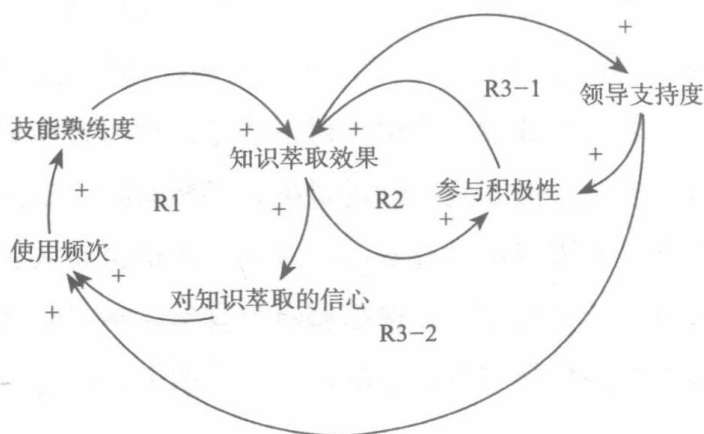 +
R3-1
领导支持度
技能熟练度
+
+
知识萃取效果
+
参与积极性
+
R1
+
R2
+
使用频次
+
对知识萃取的信心
+
R3-2